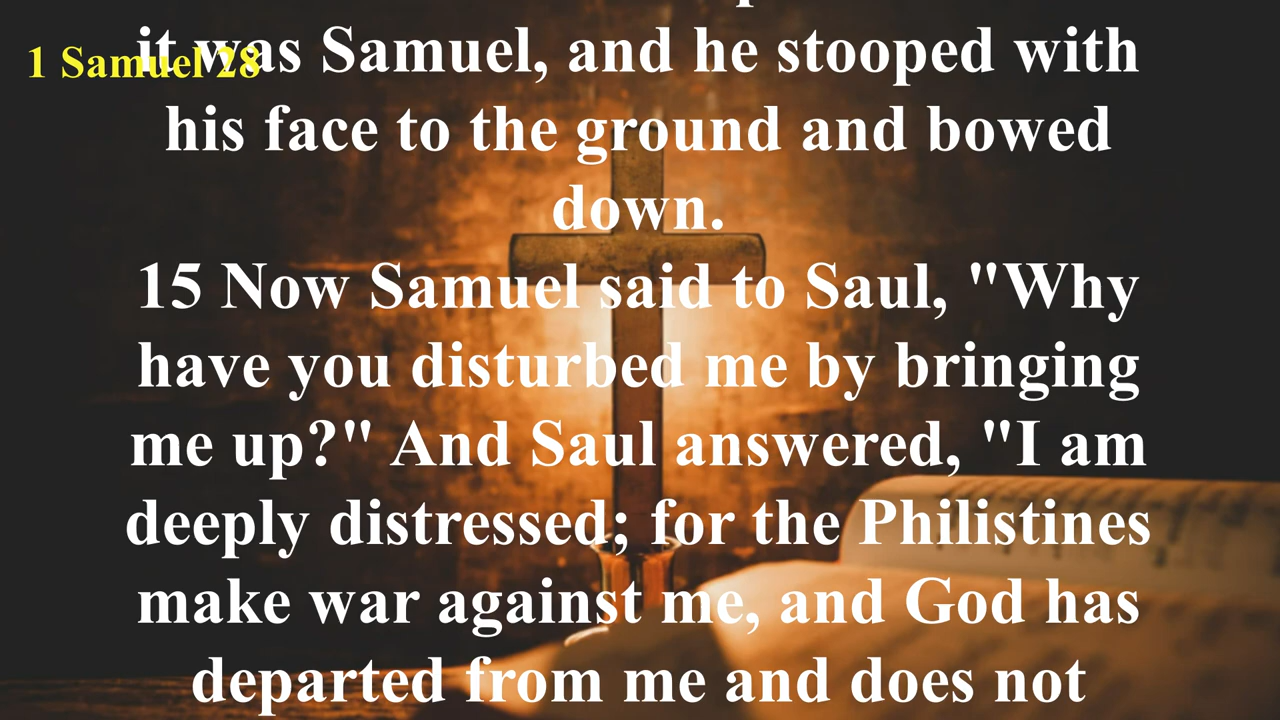 1 Samuel 28
it was Samuel, and he stooped with
his face to the ground and bowed
down.
15 Now Samuel said to Saul, "Why
have you disturbed me by bringing
me up?" And Saul answered, "I am
deeply distressed; for the Philistines
make war against me, and God has
departed from me and does not